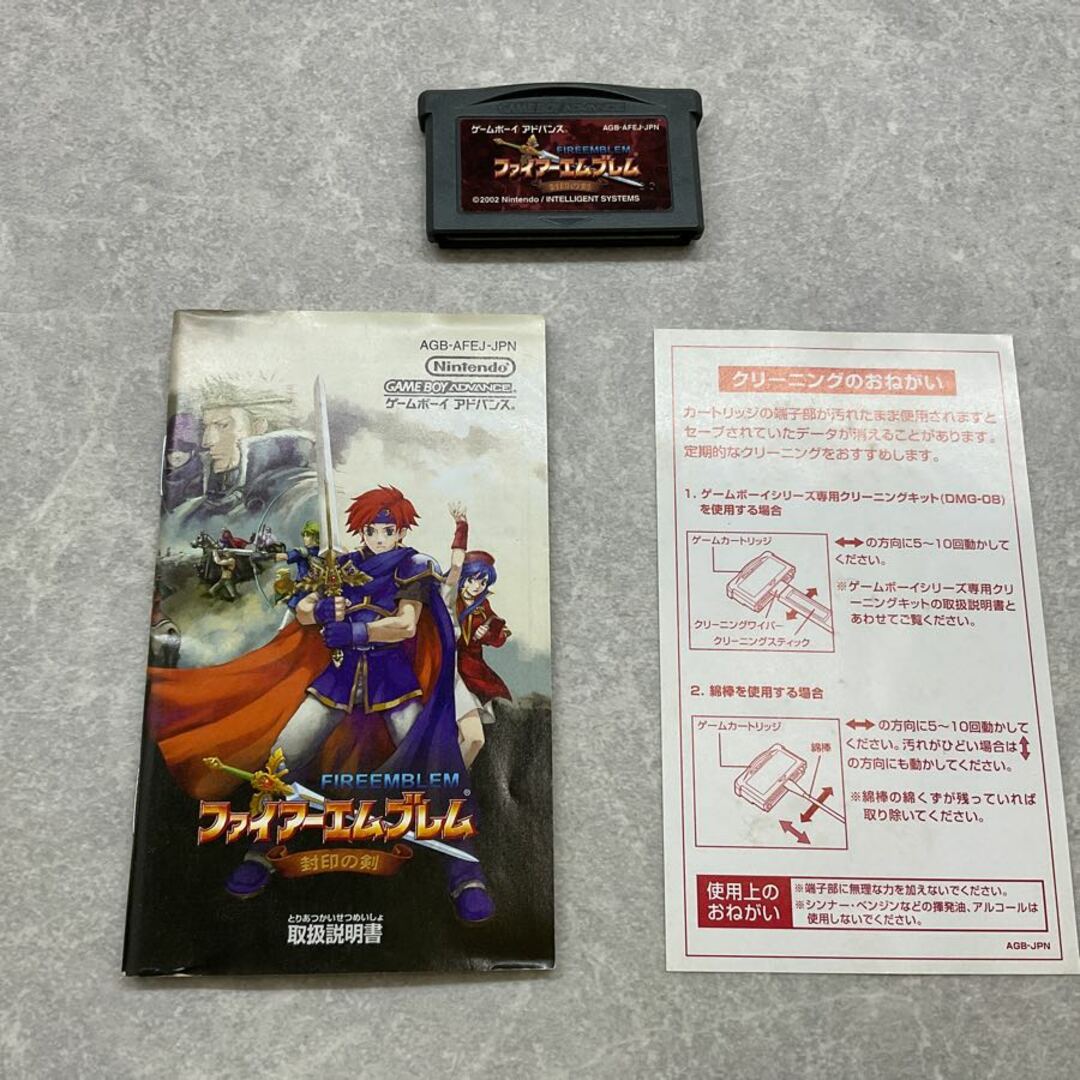 GAME BOY ADVANCE
ゲームボーイ アドバンス®
AGB-AFEJ-JPN
FIREEMBLEM
ファイアーエムブレム®
封印の剣
©2002 Nintendo / INTELLIGENT SYSTEMS
AGB-AFEJ-JPN
Nintendo®
GAME BOY ADVANCE®
ゲームボーイ アドバンス®
FIREEMBLEM
ファイアーエムブレム®
封印の剣
とりあつかいせつめいしょ
取扱説明書
クリーニングのおねがい
カートリッジの端子部が汚れたまま使用されますと
セーブされていたデータが消えることがあります。
定期的なクリーニングをおすすめします。
1. ゲームボーイシリーズ専用クリーニングキット(DMG-08)
を使用する場合
ゲームカートリッジ
クリーニングワイパー
クリーニングスティック
↔の方向に5〜10回動かして
ください。
※ゲームボーイシリーズ専用クリ
ーニングキットの取扱説明書と
あわせてご覧ください。
2. 綿棒を使用する場合
ゲームカートリッジ
綿棒
↔の方向に5〜10回動かして
ください。汚れがひどい場合は↕
の方向にも動かしてください。
※綿棒の綿くずが残っていれば
取り除いてください。
使用上の
おねがい
※端子部に無理な力を加えないでください。
※シンナー・ベンジンなどの揮発油、アルコールは
使用しないでください。
AGB-JPN